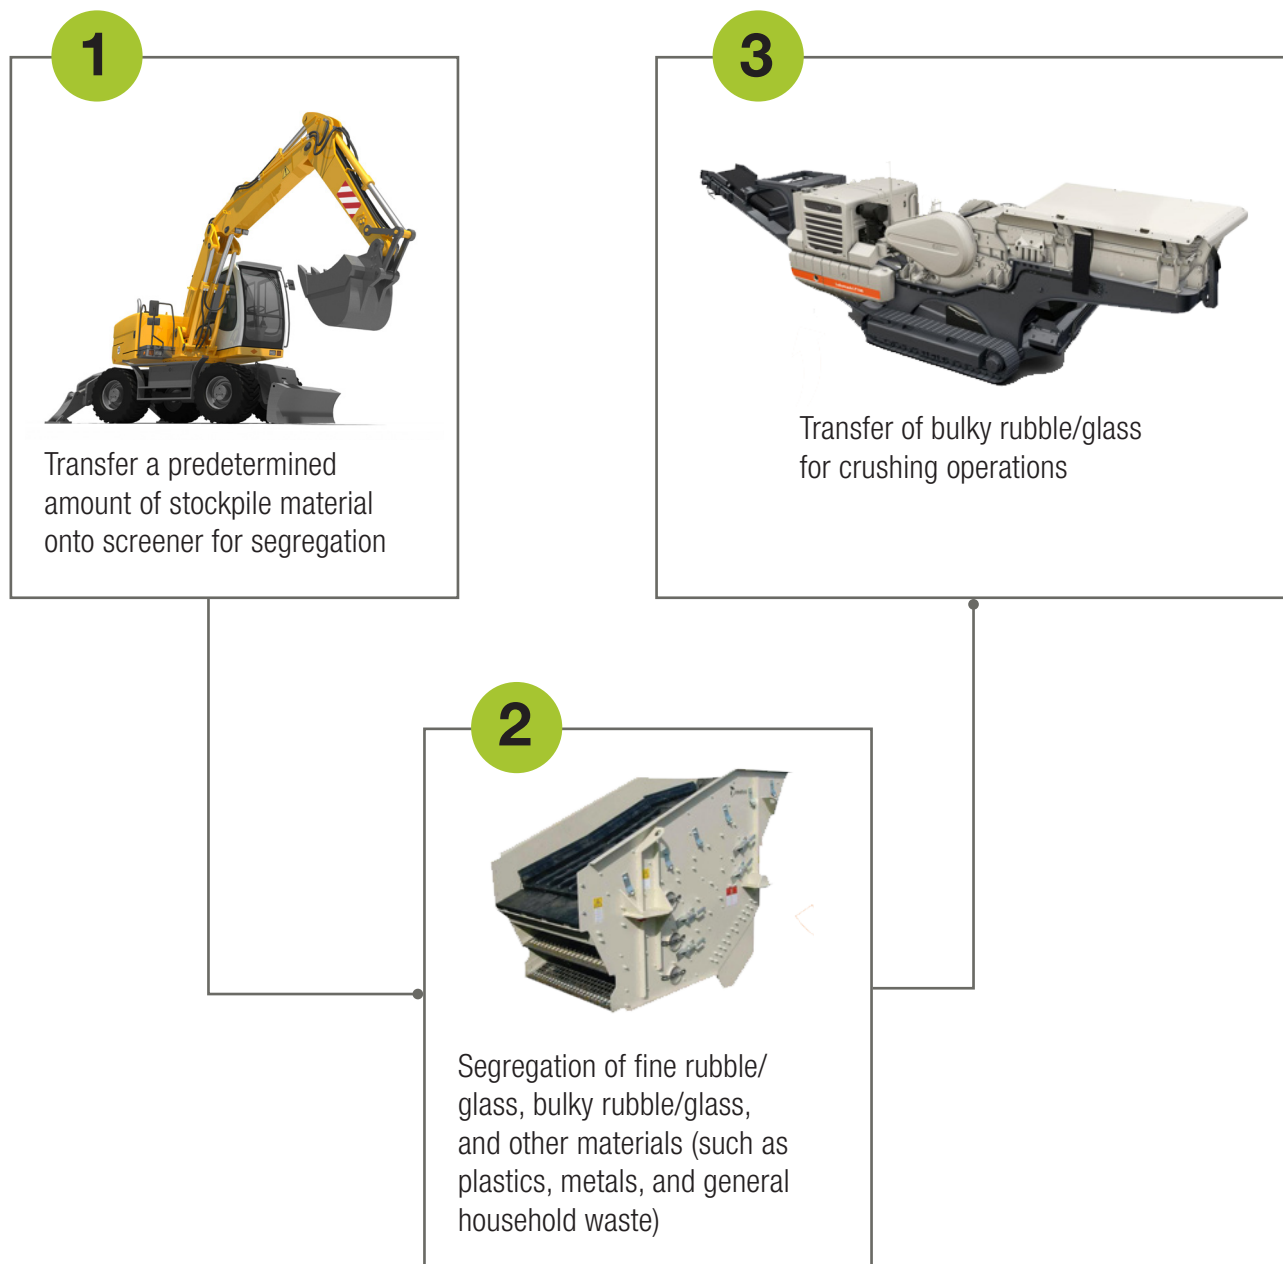 1
Transfer a predetermined
amount of stockpile material
onto screener for segregation
3
Transfer of bulky rubble/glass
for crushing operations
2
Segregation of fine rubble/
glass, bulky rubble/glass,
and other materials (such as
plastics, metals, and general
household waste)